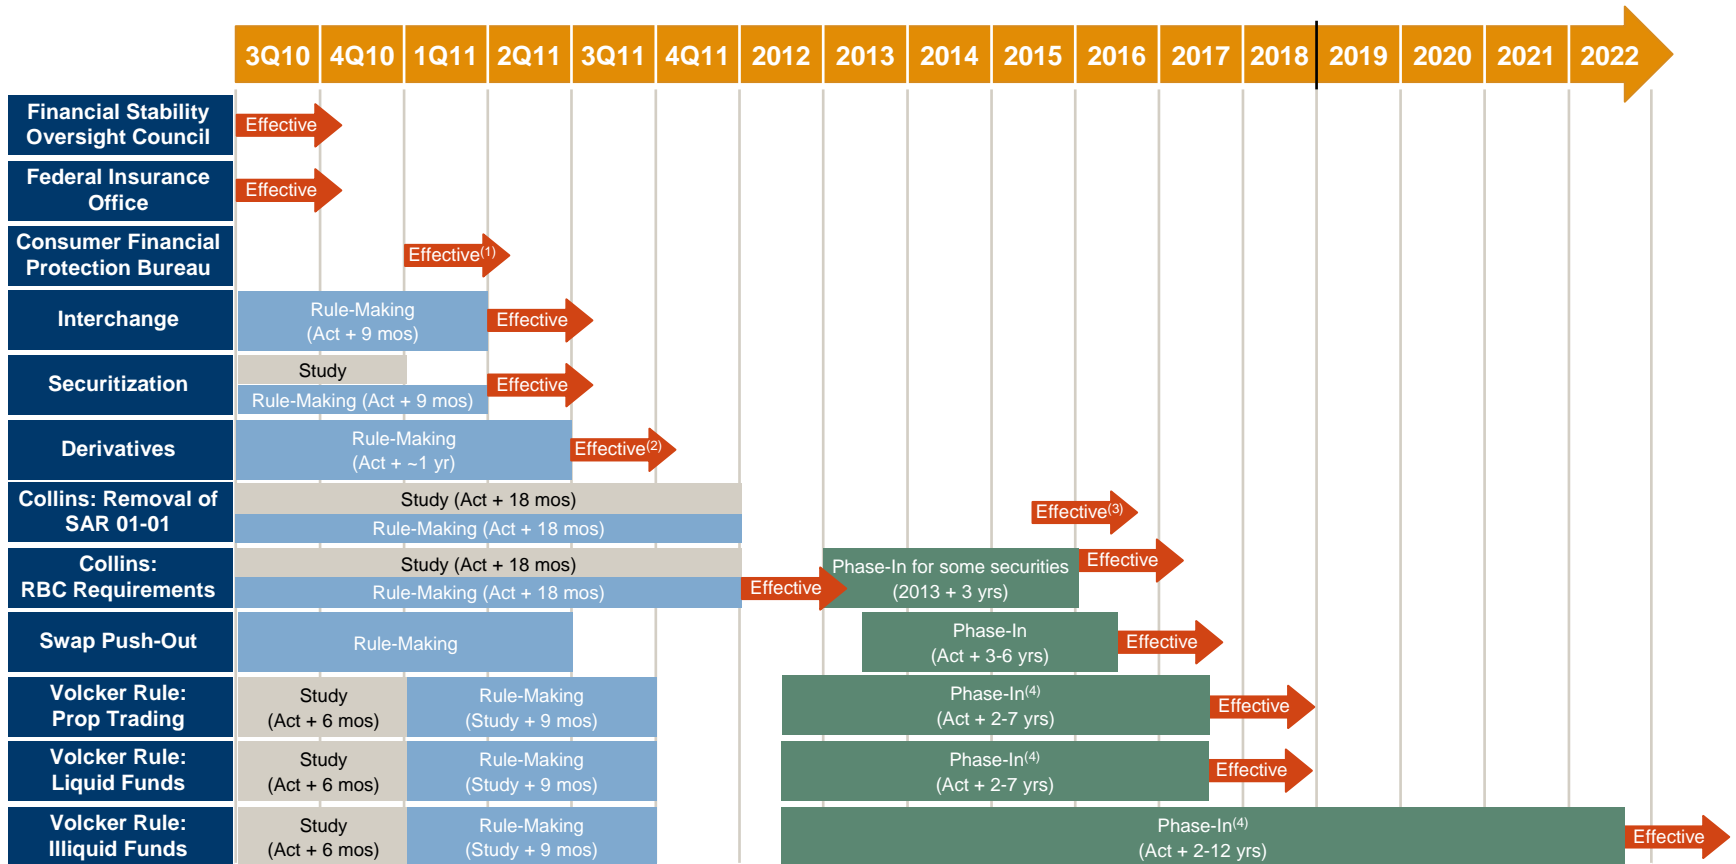 3Q10 4Q10 1Q11 2Q11 3Q11 4Q11 2012 2013 2014 2015 2016 2017 2018 2019 2020 2021 2022
Financial Stability
Oversight Council
Effective
Federal Insurance
Office
Effective
Consumer Financial
Protection Bureau
Effective(1)
Interchange
Rule-Making
(Act + 9 mos)
Effective
Securitization
Study
Rule-Making (Act + 9 mos)
Effective
Derivatives
Rule-Making
(Act + ~1 yr)
Effective(2)
Collins: Removal of
SAR 01-01
Study (Act + 18 mos)
Rule-Making (Act + 18 mos)
Effective(3)
Collins:
RBC Requirements
Study (Act + 18 mos)
Rule-Making (Act + 18 mos)
Effective
Phase-In for some securities
(2013 + 3 yrs)
Effective
Swap Push-Out
Rule-Making
Phase-In
(Act + 3-6 yrs)
Effective
Volcker Rule:
Prop Trading
Study
(Act + 6 mos)
Rule-Making
(Study + 9 mos)
Phase-In(4)
(Act + 2-7 yrs)
Effective
Volcker Rule:
Liquid Funds
Study
(Act + 6 mos)
Rule-Making
(Study + 9 mos)
Phase-In(4)
(Act + 2-7 yrs)
Effective
Volcker Rule:
Illiquid Funds
Study
(Act + 6 mos)
Rule-Making
(Study + 9 mos)
Phase-In(4)
(Act + 2-12 yrs)
Effective